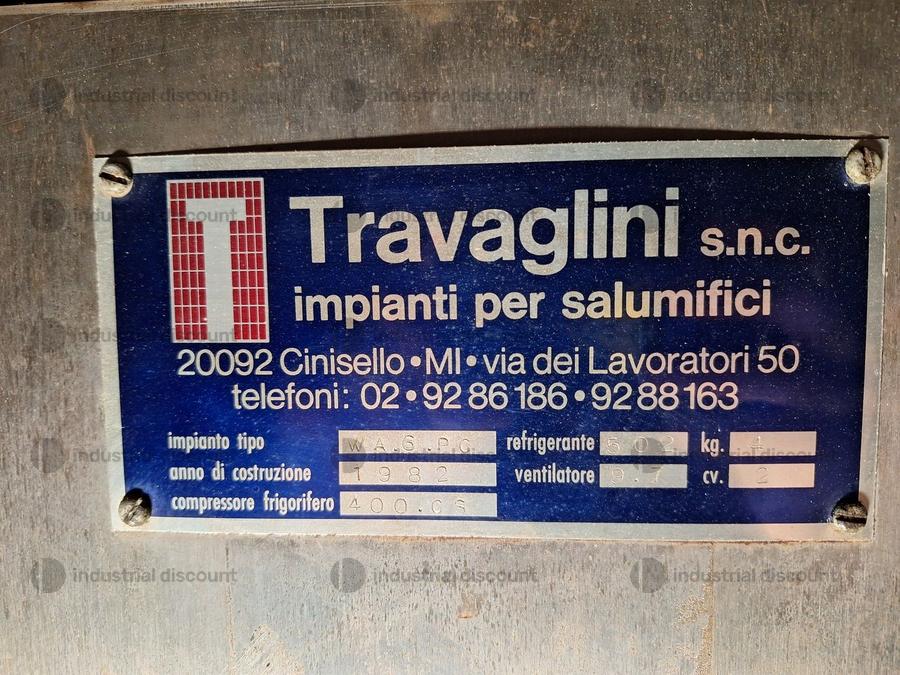 Travaglini s.n.c.
impianti per salumifici
20092 Cinisello • MI • via dei Lavoratori 50
telefoni: 02 • 92 86 186 • 92 88 163
impianto tipo WA.6.PG refrigerante 502 kg. 4
anno di costruzione 1982 ventilatore cv. 2
compressore frigorifero 400.CS
industrial discount industrial discount industrial discount
industrial discount industrial discount industrial discount